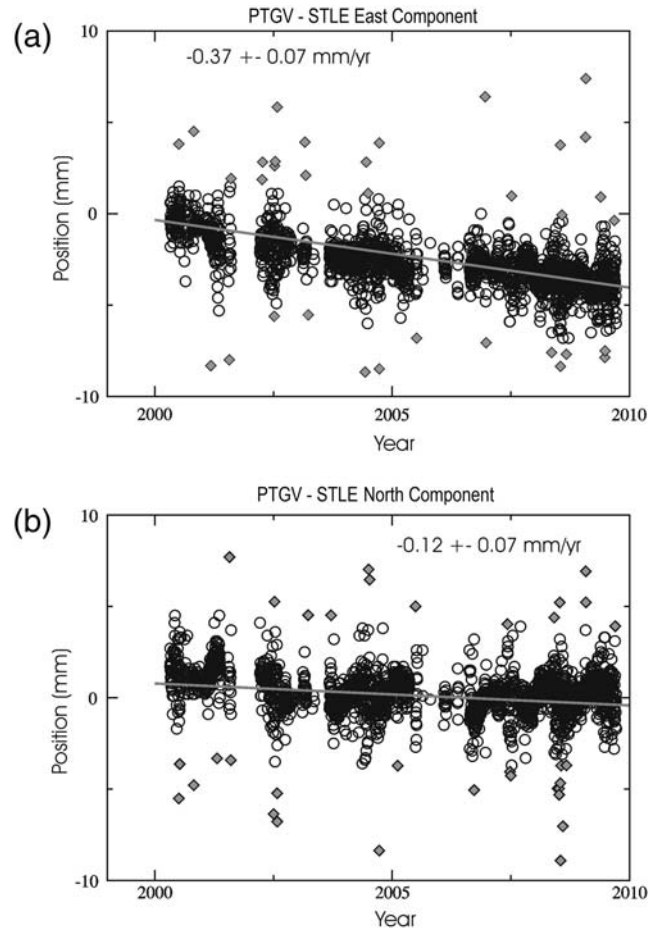 (a)
PTGV - STLE East Component
-0.37 +- 0.07 mm/yr
10
0
-10
Position (mm)
2000 2005 2010
Year
(b)
PTGV - STLE North Component
-0.12 +- 0.07 mm/yr
10
0
-10
Position (mm)
2000 2005 2010
Year